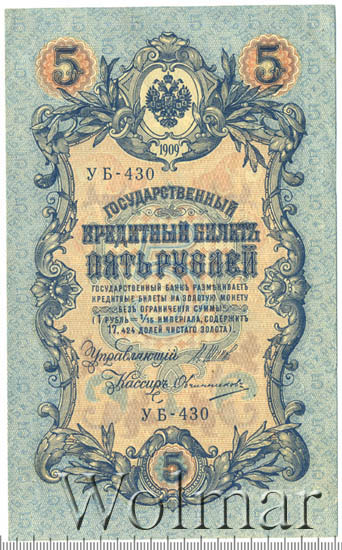 5 5
1909
УБ-430
ГОСУДАРСТВЕННЫЙ
КРЕДИТНЫЙ БИЛЕТЪ
ПЯТЬ РУБЛЕЙ
ГОСУДАРСТВЕННЫЙ БАНКЪ РАЗМѢНИВАЕТЪ
КРЕДИТНЫЕ БИЛЕТЫ НА ЗОЛОТУЮ МОНЕТУ
БЕЗЪ ОГРАНИЧЕНІЯ СУММЫ
(1 РУБЛЬ = 1/15 ИМПЕРІАЛА, СОДЕРЖИТЪ
17,424 ДОЛЕЙ ЧИСТАГО ЗОЛОТА).
Управляющій
Кассиръ Овчинниковъ
УБ-430
5
Wolmar